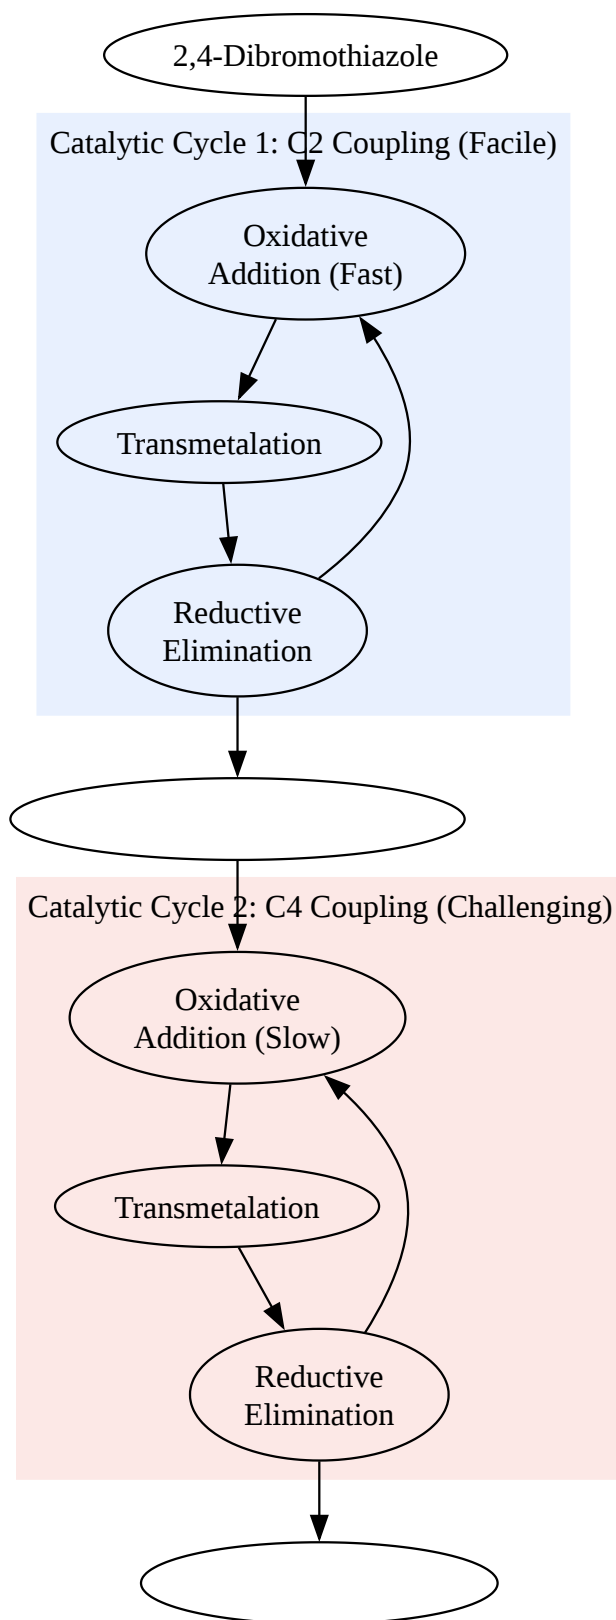 2,4-Dibromothiazole
Catalytic Cycle 1: C2 Coupling (Facile)
Oxidative
Addition (Fast)
Transmetalation
Reductive
Elimination
Catalytic Cycle 2: C4 Coupling (Challenging)
Oxidative
Addition (Slow)
Transmetalation
Reductive
Elimination